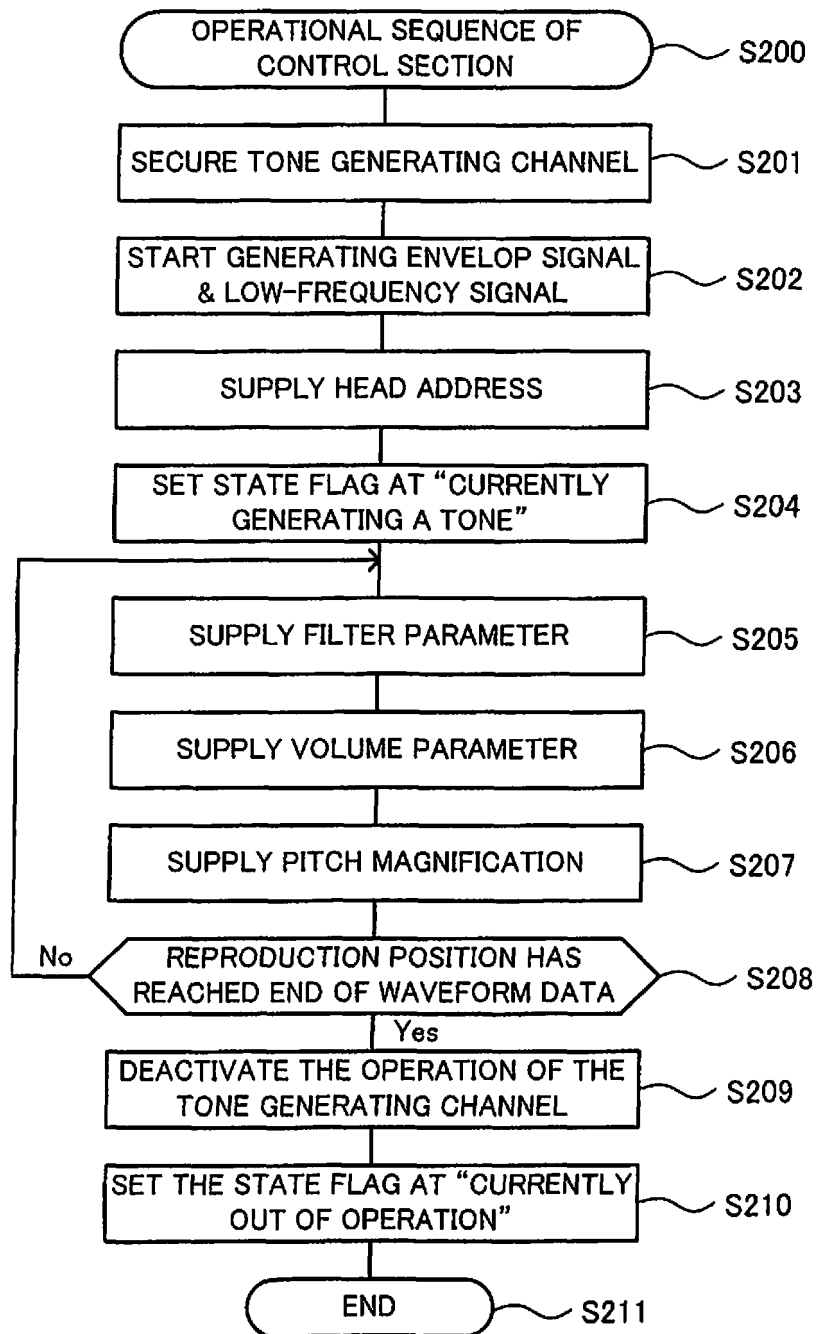 OPERATIONAL SEQUENCE OF
CONTROL SECTION
S200
SECURE TONE GENERATING CHANNEL
S201
START GENERATING ENVELOP SIGNAL
& LOW-FREQUENCY SIGNAL
S202
SUPPLY HEAD ADDRESS
S203
SET STATE FLAG AT “CURRENTLY
GENERATING A TONE”
S204
SUPPLY FILTER PARAMETER
S205
SUPPLY VOLUME PARAMETER
S206
SUPPLY PITCH MAGNIFICATION
S207
No
REPRODUCTION POSITION HAS
REACHED END OF WAVEFORM DATA
S208
Yes
DEACTIVATE THE OPERATION OF THE
TONE GENERATING CHANNEL
S209
SET THE STATE FLAG AT “CURRENTLY
OUT OF OPERATION”
S210
END
S211